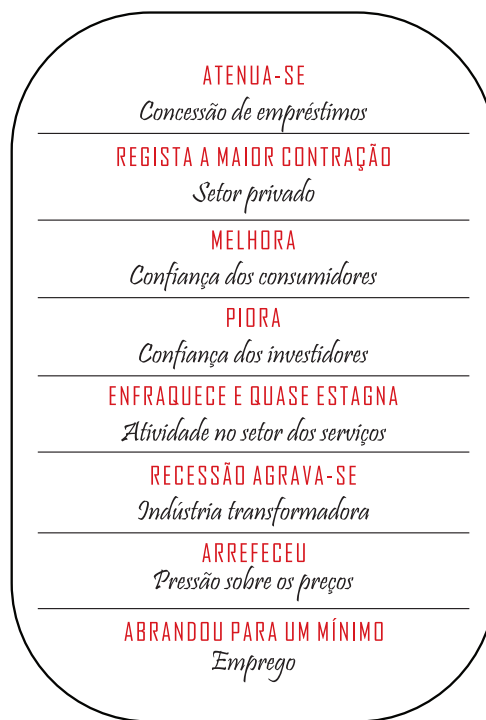 ATENUA-SE
Concessão de empréstimos
REGISTA A MAIOR CONTRAÇÃO
Setor privado
MELHORA
Confiança dos consumidores
PIORA
Confiança dos investidores
ENFRAQUECE E QUASE ESTAGNA
Atividade no setor dos serviços
RECESSÃO AGRAVA-SE
Indústria transformadora
ARREFECEU
Pressão sobre os preços
ABRANDOU PARA UM MÍNIMO
Emprego